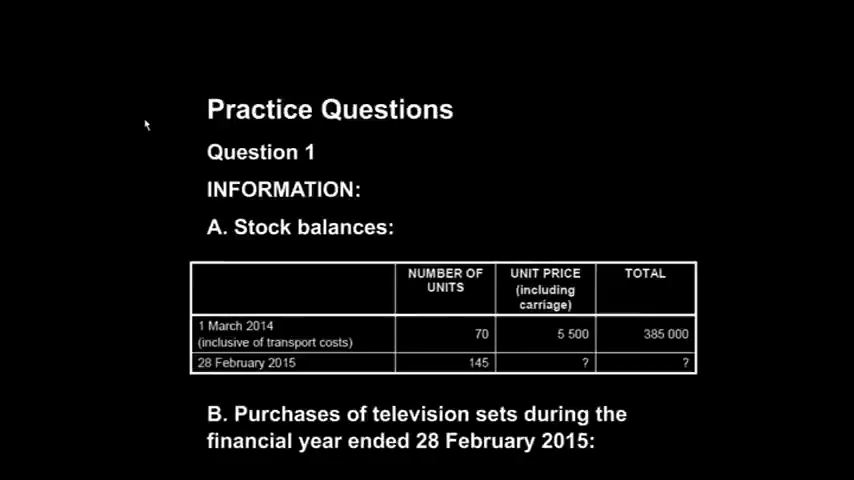 Practice Questions
Question 1
INFORMATION:
A. Stock balances:
NUMBER OF UNITS UNIT PRICE (including carriage) TOTAL
1 March 2014 (inclusive of transport costs) 70 5 500 385 000
28 February 2015 145 ? ?
B. Purchases of television sets during the
financial year ended 28 February 2015: